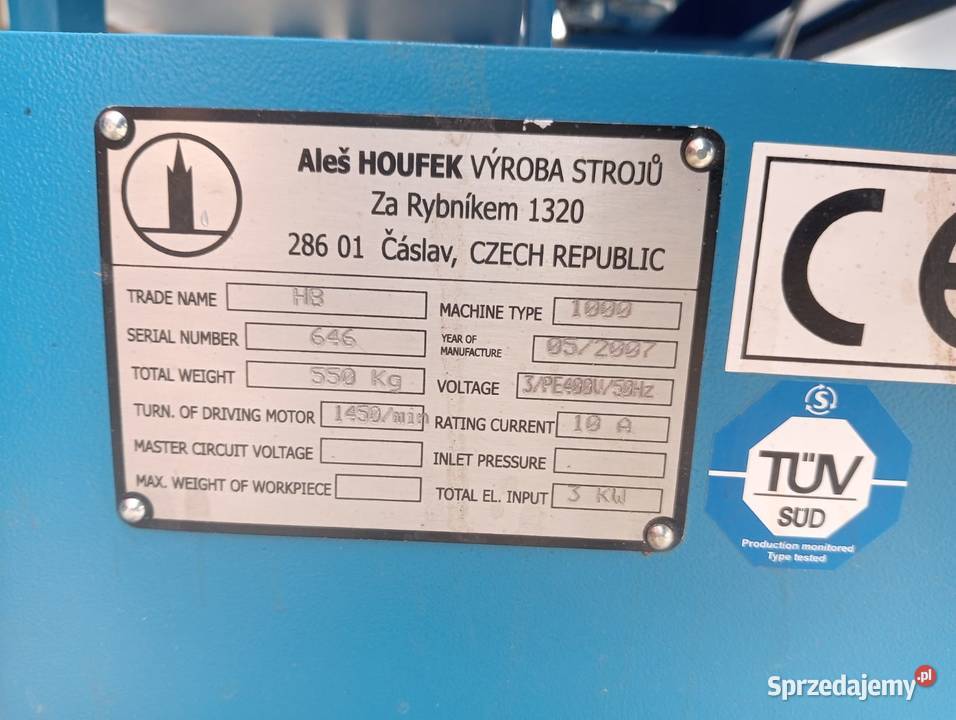 Aleš HOUFEK VÝROBA STROJŮ
Za Rybníkem 1320
286 01 Čáslav, CZECH REPUBLIC
TRADE NAME HB
MACHINE TYPE 1000
SERIAL NUMBER 646
YEAR OF MANUFACTURE 05/2007
TOTAL WEIGHT 550 Kg
VOLTAGE 3/PE400V/50Hz
TURN. OF DRIVING MOTOR 1450/min
RATING CURRENT 10 A
MASTER CIRCUIT VOLTAGE
INLET PRESSURE
MAX. WEIGHT OF WORKPIECE
TOTAL EL. INPUT 3 KW
CE
S
TÜV
SÜD
Production monitored
Type tested
Sprzedajemy.pl